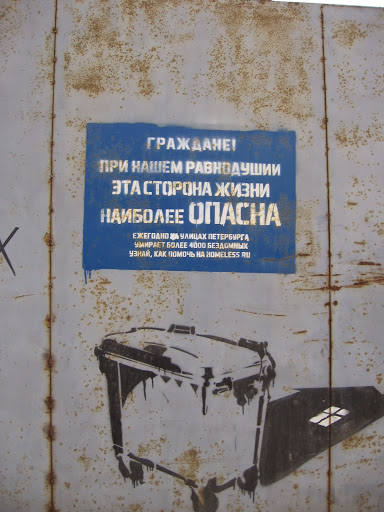 ГРАЖДАНЕ!
ПРИ НАШЕМ РАВНОДУШИИ
ЭТА СТОРОНА ЖИЗНИ
НАИБОЛЕЕ ОПАСНА
ЕЖЕГОДНО НА УЛИЦАХ ПЕТЕРБУРГА
УМИРАЕТ БОЛЕЕ 4000 БЕЗДОМНЫХ
УЗНАЙ, КАК ПОМОЧЬ НА HOMELESS.RU